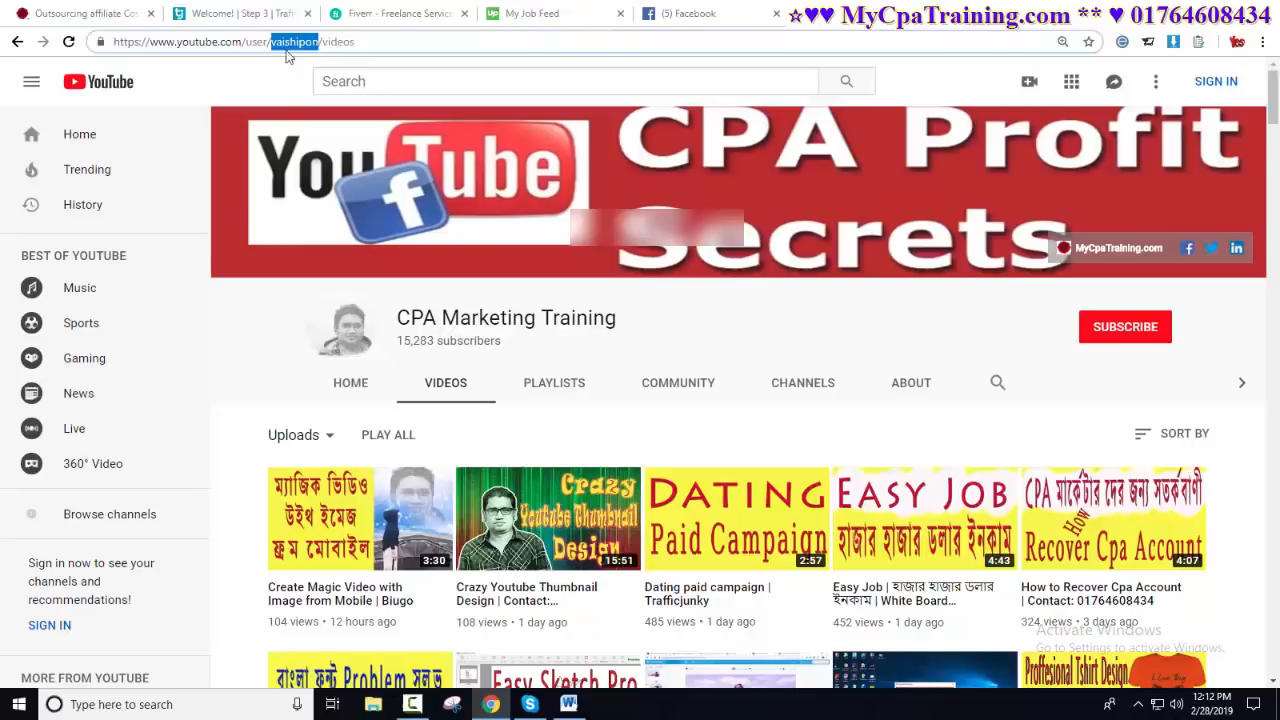 Outsourcing affiliate Cos
Welcome! | Step 3 | Traffi
Fiverr - Freelance Service
My Job Feed
(5) Facebook
☆♥♥ MyCpaTraining.com ** ♥ 01764608434
https://www.youtube.com/user/vaishipon/videos
YouTube
Search
SIGN IN
Home
Trending
History
BEST OF YOUTUBE
Music
Sports
Gaming
News
Live
360° Video
Browse channels
Sign in now to see your
channels and
recommendations!
SIGN IN
MORE FROM YOUTUBE
You Tube
f
CPA Profit
Secrets
MyCpaTraining.com
CPA Marketing Training
15,283 subscribers
SUBSCRIBE
HOME VIDEOS PLAYLISTS COMMUNITY CHANNELS ABOUT
Uploads PLAY ALL SORT BY
ম্যাজিক ভিডিও
উইথ ইমেজ
ফ্রম মোবাইল
3:30
Create Magic Video with
Image from Mobile | Biugo
104 views • 12 hours ago
Crazy
Youtube Thumbnail
Design
15:51
Crazy Youtube Thumbnail
Design | Contact:...
108 views • 1 day ago
DATING
Paid Campaign
2:57
Dating paid campaign |
Trafficjunky
485 views • 1 day ago
EASY JOB
হাজার হাজার ডলার ইনকাম
4:43
Easy Job | হাজার হাজার ডলার
ইনকাম | White Board...
452 views • 1 day ago
CPA মার্কেটার দের জন্য সতর্কবাণী
How to
Recover Cpa Account
4:07
How to Recover Cpa Account
| Contact: 01764608434
324 views • 3 days ago
বাংলা ফন্ট Problem সলভ
Easy Sketch Pro
Proffesional Tshirt Design
Activate Windows
Go to Settings to activate Windows.
Type here to search
12:12 PM
2/28/2019